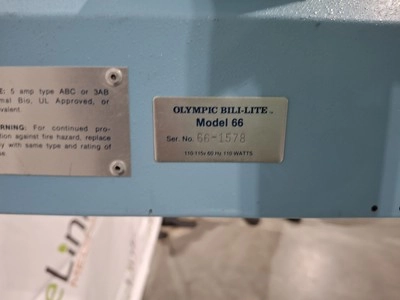 E: 5 amp type ABC or 3AB
mal Bio, UL Approved, or
valent.
RNING: For continued pro-
tion against fire hazard, replace
y with same type and rating of
e.
OLYMPIC BILI-LITE
Model 66
Ser. No. 66-1578
60 Hz 110 WATTS
eLin